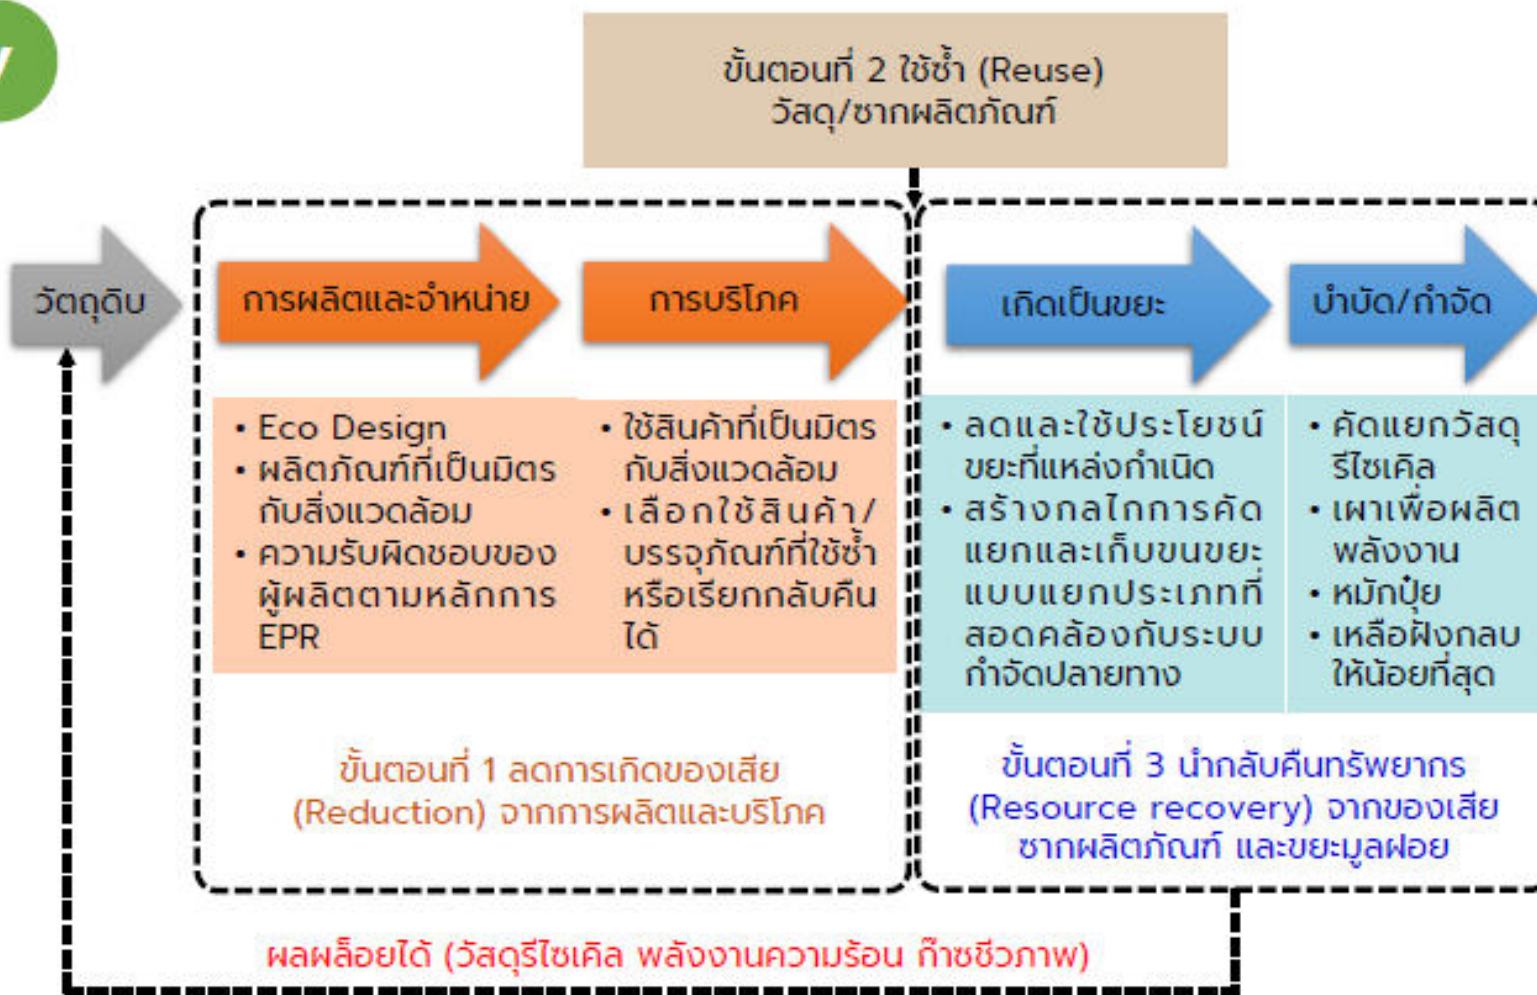 ขั้นตอนที่ 2 ใช้ซ้ำ (Reuse)
วัสดุ/ซากผลิตภัณฑ์
วัตถุดิบ
การผลิตและจำหน่าย
การบริโภค
เกิดเป็นขยะ
บำบัด/กำจัด
• Eco Design
• ผลิตภัณฑ์ที่เป็นมิตร
กับสิ่งแวดล้อม
• ความรับผิดชอบของ
ผู้ผลิตตามหลักการ
EPR
• ใช้สินค้าที่เป็นมิตร
กับสิ่งแวดล้อม
• เลือกใช้สินค้า/
บรรจุภัณฑ์ที่ใช้ซ้ำ
หรือเรียกกลับคืน
ได้
• ลดและใช้ประโยชน์
ขยะที่แหล่งกำเนิด
• สร้างกลไกการคัด
แยกและเก็บขนขยะ
แบบแยกประเภทที่
สอดคล้องกับระบบ
กำจัดปลายทาง
• คัดแยกวัสดุ
รีไซเคิล
• เผาเพื่อผลิต
พลังงาน
• หมักปุ๋ย
• เหลือฝังกลบ
ให้น้อยที่สุด
ขั้นตอนที่ 1 ลดการเกิดของเสีย
(Reduction) จากการผลิตและบริโภค
ขั้นตอนที่ 3 นำกลับคืนทรัพยากร
(Resource recovery) จากของเสีย
ซากผลิตภัณฑ์ และขยะมูลฝอย
ผลผล็อยได้ (วัสดุรีไซเคิล พลังงานความร้อน ก๊าซชีวภาพ)